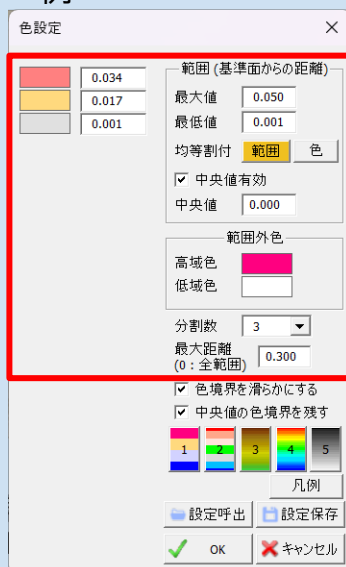 例
色設定
0.034
0.017
0.001
範囲 (基準面からの距離)
最大値 0.050
最低値 0.001
均等割付 範囲 色
中央値有効
中央値 0.000
範囲外色
高域色
低域色
分割数 3
最大距離
(0:全範囲) 0.300
色境界を滑らかにする
中央値の色境界を残す
1 2 3 4 5
凡例
設定呼出 設定保存
OK キャンセル